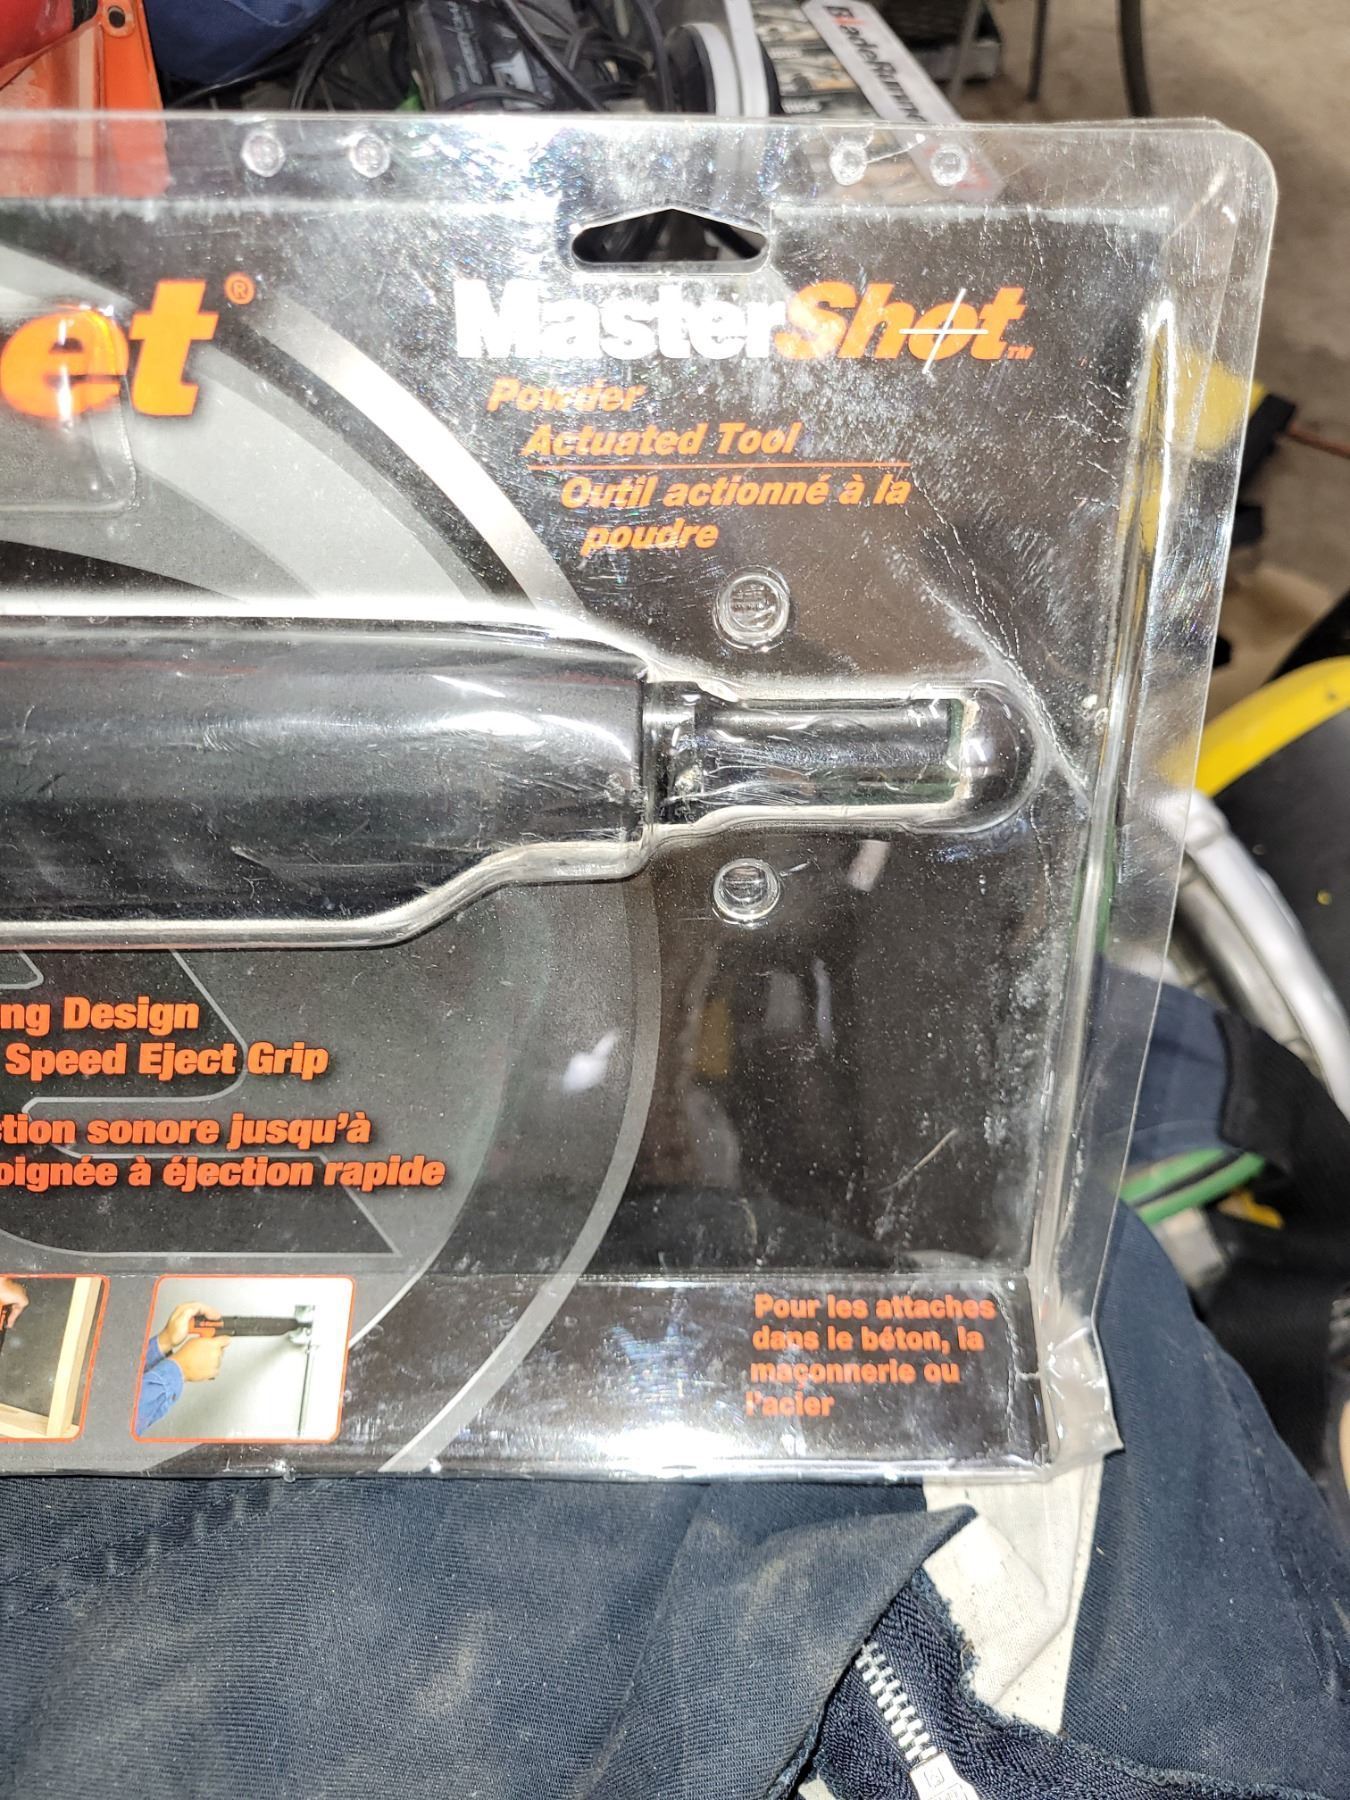 et®
MasterShot™
Powder
Actuated Tool
Outil actionné à la
poudre
ng Design
Speed Eject Grip
ction sonore jusqu'à
poignée à éjection rapide
Pour les attaches
dans le béton, la
maçonnerie ou
l'acier